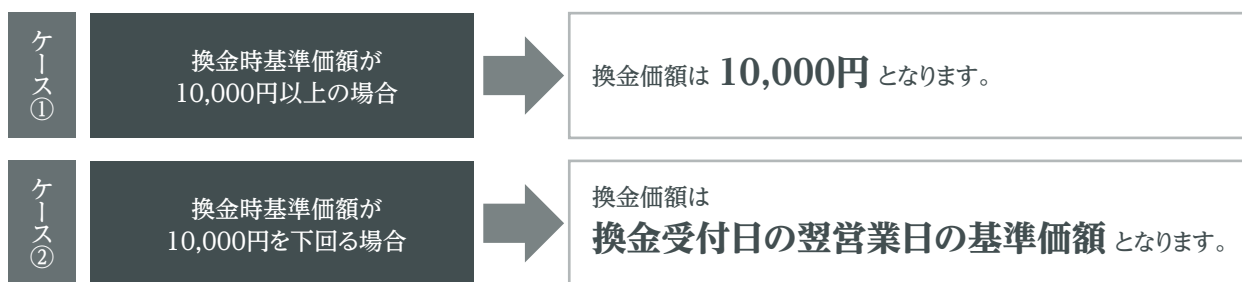 ケース①
換金時基準価額が
10,000円以上の場合
換金価額は 10,000円 となります。
ケース②
換金時基準価額が
10,000円を下回る場合
換金価額は
換金受付日の翌営業日の基準価額 となります。